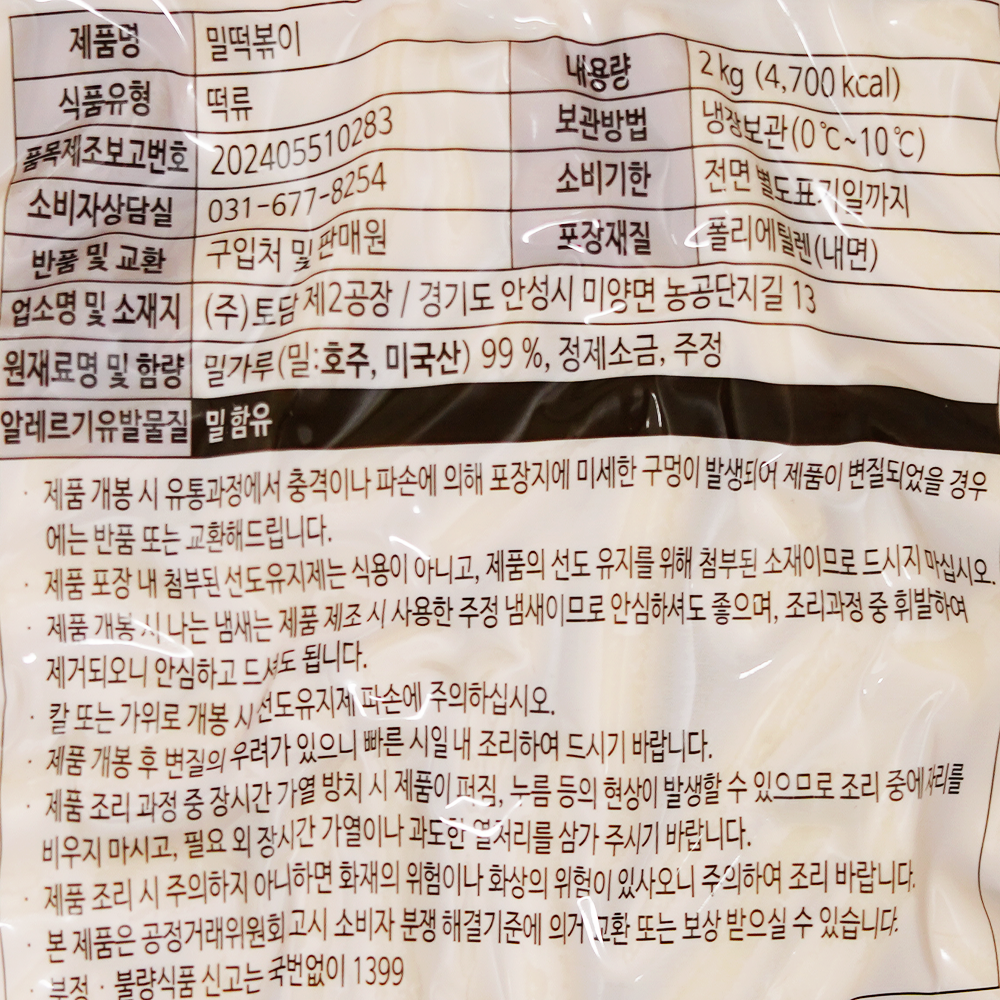 제품명 밀떡볶이
식품유형 떡류
내용량 2kg (4,700kcal)
품목제조보고번호 202405510283
보관방법 냉장보관(0℃~10℃)
소비자상담실 031-677-8254
소비기한 전면 별도표기일까지
반품 및 교환 구입처 및 판매원
포장재질 폴리에틸렌(내면)
업소명 및 소재지 (주)토담 제2공장 / 경기도 안성시 미양면 농공단지길 13
원재료명 및 함량 밀가루(밀:호주, 미국산) 99 %, 정제소금, 주정
알레르기유발물질 밀 함유
· 제품 개봉 시 유통과정에서 충격이나 파손에 의해 포장지에 미세한 구멍이 발생되어 제품이 변질되었을 경우
에는 반품 또는 교환해드립니다.
· 제품 포장 내 첨부된 선도유지제는 식용이 아니고, 제품의 선도 유지를 위해 첨부된 소재이므로 드시지 마십시오.
· 제품 개봉 시 나는 냄새는 제품 제조 시 사용한 주정 냄새이므로 안심하셔도 좋으며, 조리과정 중 휘발하여
제거되오니 안심하고 드셔도 됩니다.
· 칼 또는 가위로 개봉 시 선도유지제 파손에 주의하십시오.
· 제품 개봉 후 변질의 우려가 있으니 빠른 시일 내 조리하여 드시기 바랍니다.
· 제품 조리 과정 중 장시간 가열 방치 시 제품이 퍼짐, 누름 등의 현상이 발생할 수 있으므로 조리 중에 자리를
비우지 마시고, 필요 외 장시간 가열이나 과도한 열처리를 삼가 주시기 바랍니다.
· 제품 조리 시 주의하지 아니하면 화재의 위험이나 화상의 위험이 있사오니 주의하여 조리 바랍니다.
· 본 제품은 공정거래위원회 고시 소비자 분쟁 해결기준에 의거 교환 또는 보상 받으실 수 있습니다.
· 부정 · 불량식품 신고는 국번없이 1399